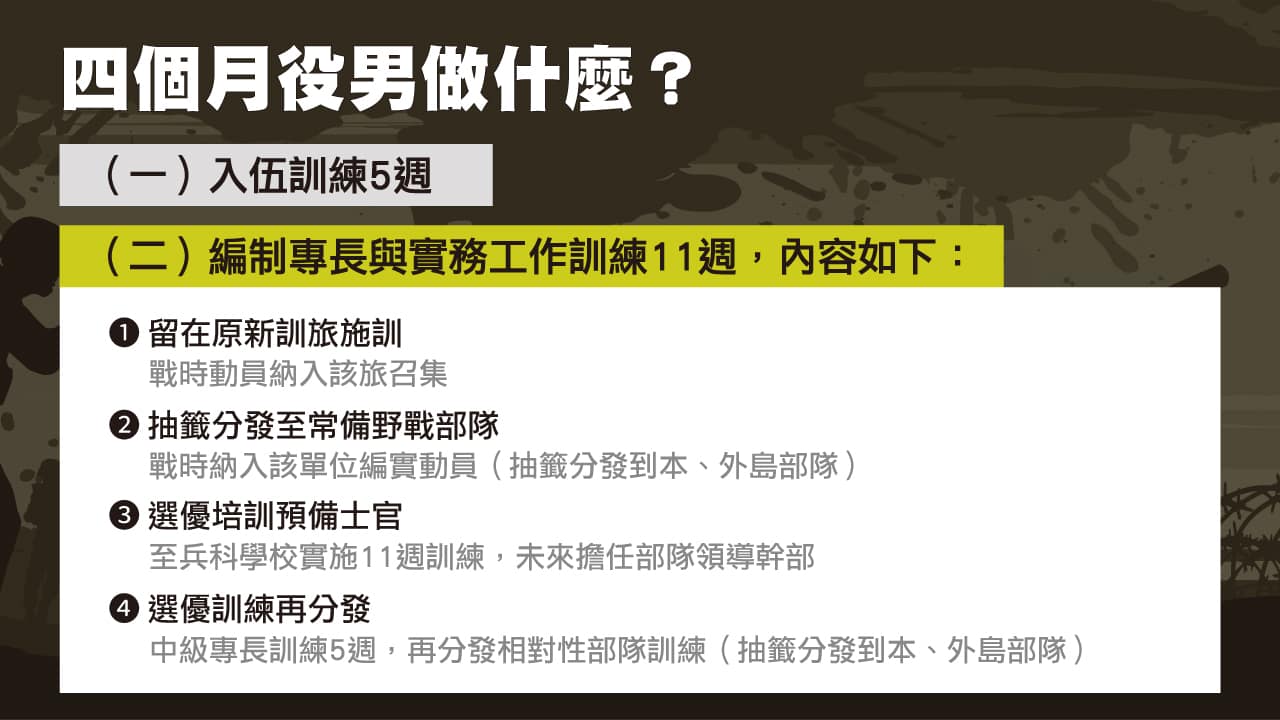 四個月役男做什麼？
（一）入伍訓練5週
（二）編制專長與實務工作訓練11週，內容如下：
❶ 留在原新訓旅施訓
戰時動員納入該旅召集
❷ 抽籤分發至常備野戰部隊
戰時納入該單位編實動員（抽籤分發到本、外島部隊）
❸ 選優培訓預備士官
至兵科學校實施11週訓練，未來擔任部隊領導幹部
❹ 選優訓練再分發
中級專長訓練5週，再分發相對性部隊訓練（抽籤分發到本、外島部隊）